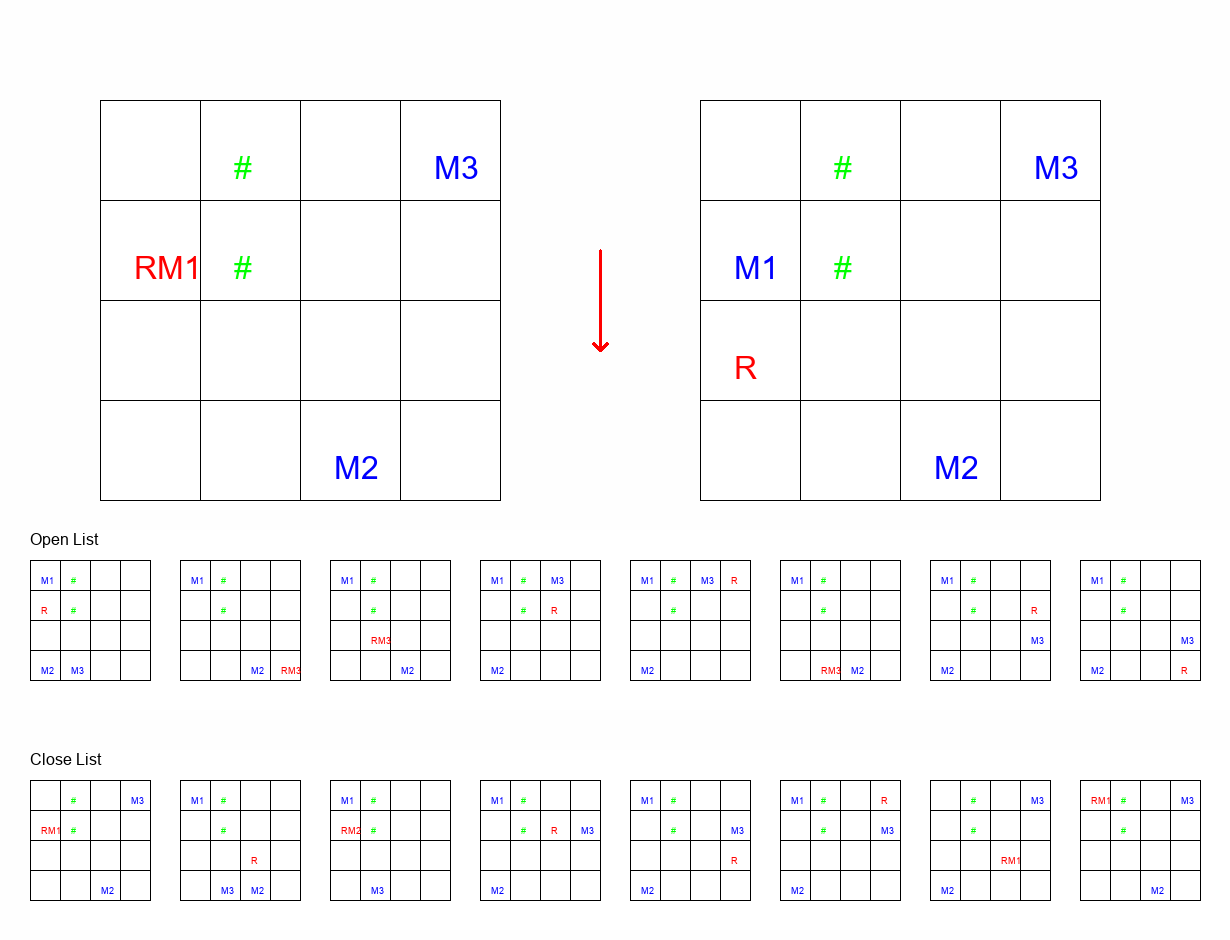 # M3 # M3
RM1 # M1 #
R
M2 M2
Open List
M1 # M1 # M1 # M1 # M3 M1 # M3 R M1 # M1 # M1 #
R # # # # R # # # R #
RM3 M3 M3
M2 M3 M2 RM3 M2 M2 M2 RM3 M2 M2 M2 R
Close List
# M3 M1 # M1 # M1 # M1 # M1 # R # M3 RM1 # M3
RM1 # # RM2 # # R M3 # M3 # M3 # #
R R RM1
M2 M3 M2 M3 M2 M2 M2 M2 M2